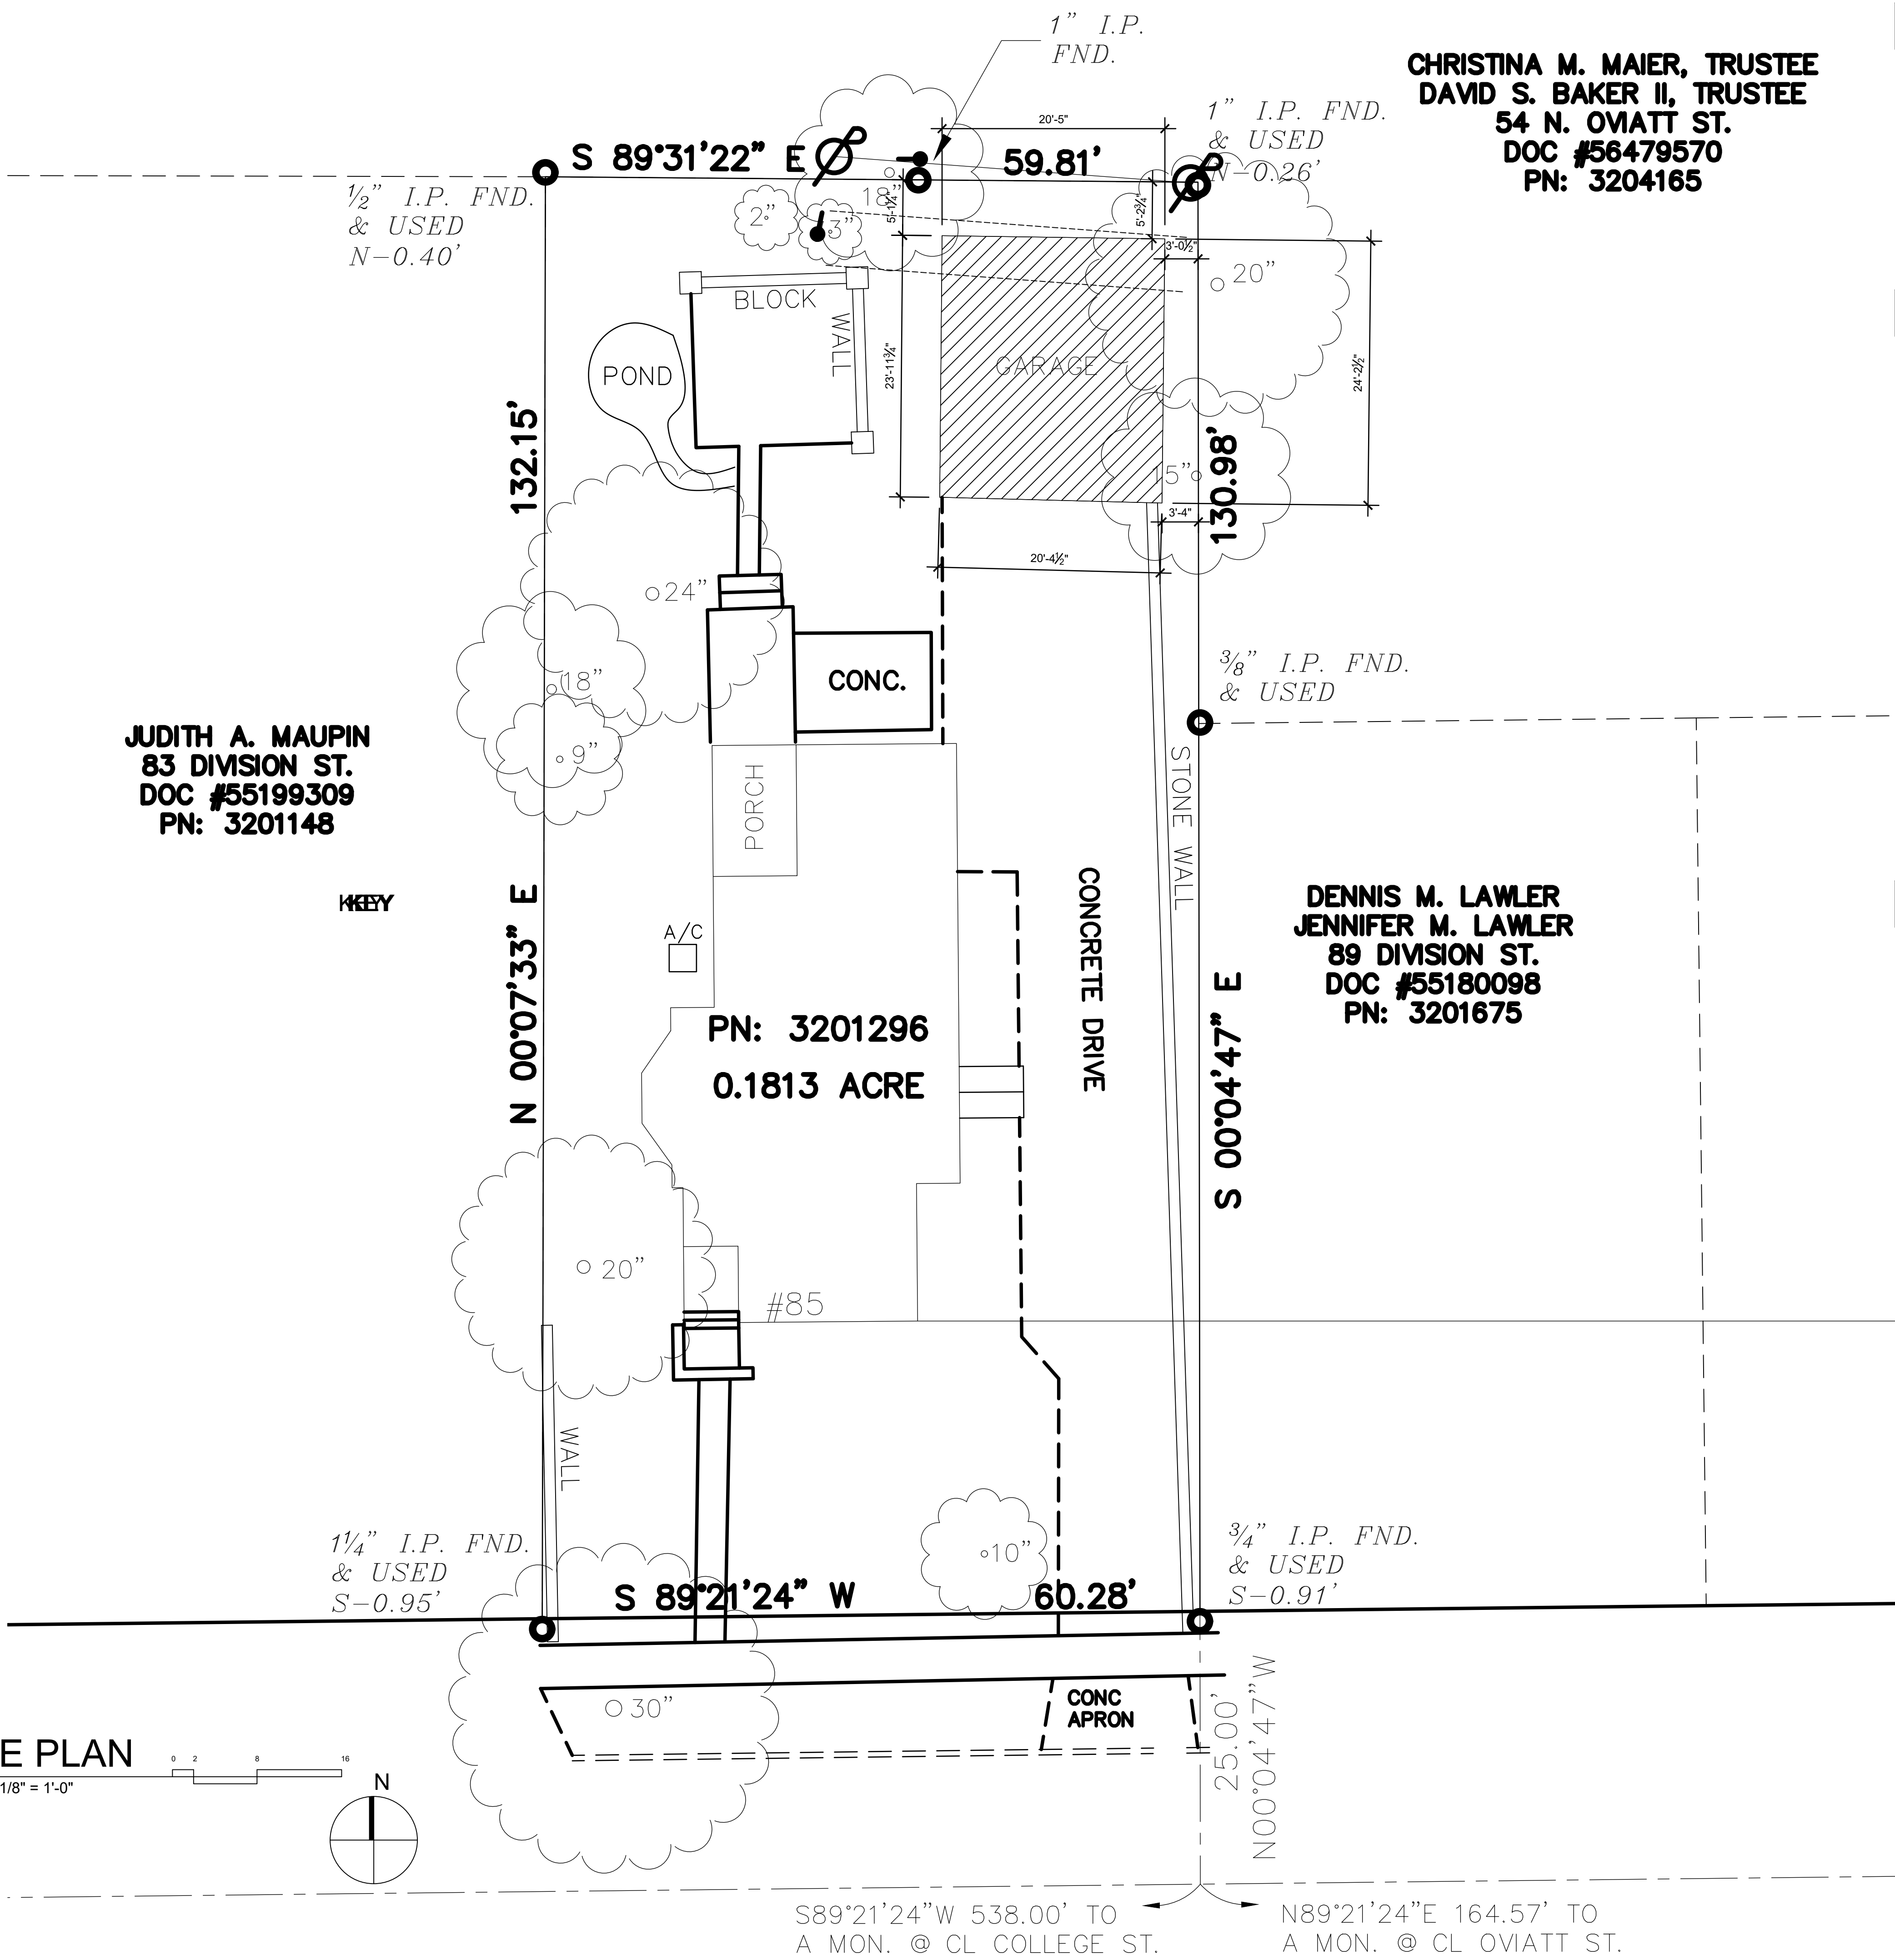 1" I.P.
FND.
CHRISTINA M. MAIER, TRUSTEE
DAVID S. BAKER II, TRUSTEE
54 N. OVIATT ST.
DOC #56479570
PN: 3204165
1" I.P. FND.
& USED
N-0.26'
20'-5"
S 89°31'22" E
59.81'
½" I.P. FND.
& USED
N-0.40'
18"
2"
3"
5'-1¼"
5'-2¾"
3'-0½"
20"
BLOCK
WALL
POND
GARAGE
23'-11¾"
24'-2½"
132.15'
130.98'
15"
3'-4"
20'-4½"
24"
18"
9"
CONC.
⅜" I.P. FND.
& USED
JUDITH A. MAUPIN
83 DIVISION ST.
DOC #55199309
PN: 3201148
PORCH
STONE WALL
KEY
CONCRETE DRIVE
DENNIS M. LAWLER
JENNIFER M. LAWLER
89 DIVISION ST.
DOC #55180098
PN: 3201675
N 00°07'33" E
A/C
PN: 3201296
0.1813 ACRE
S 00°04'47" E
20"
#85
WALL
10"
1¼" I.P. FND.
& USED
S-0.95'
¾" I.P. FND.
& USED
S-0.91'
S 89°21'24" W
60.28'
30"
CONC
APRON
25.00'
N00°04'47"W
E PLAN
0 2 8 16
1/8" = 1'-0"
N
S89°21'24"W 538.00' TO
A MON. @ CL COLLEGE ST.
N89°21'24"E 164.57' TO
A MON. @ CL OVIATT ST.